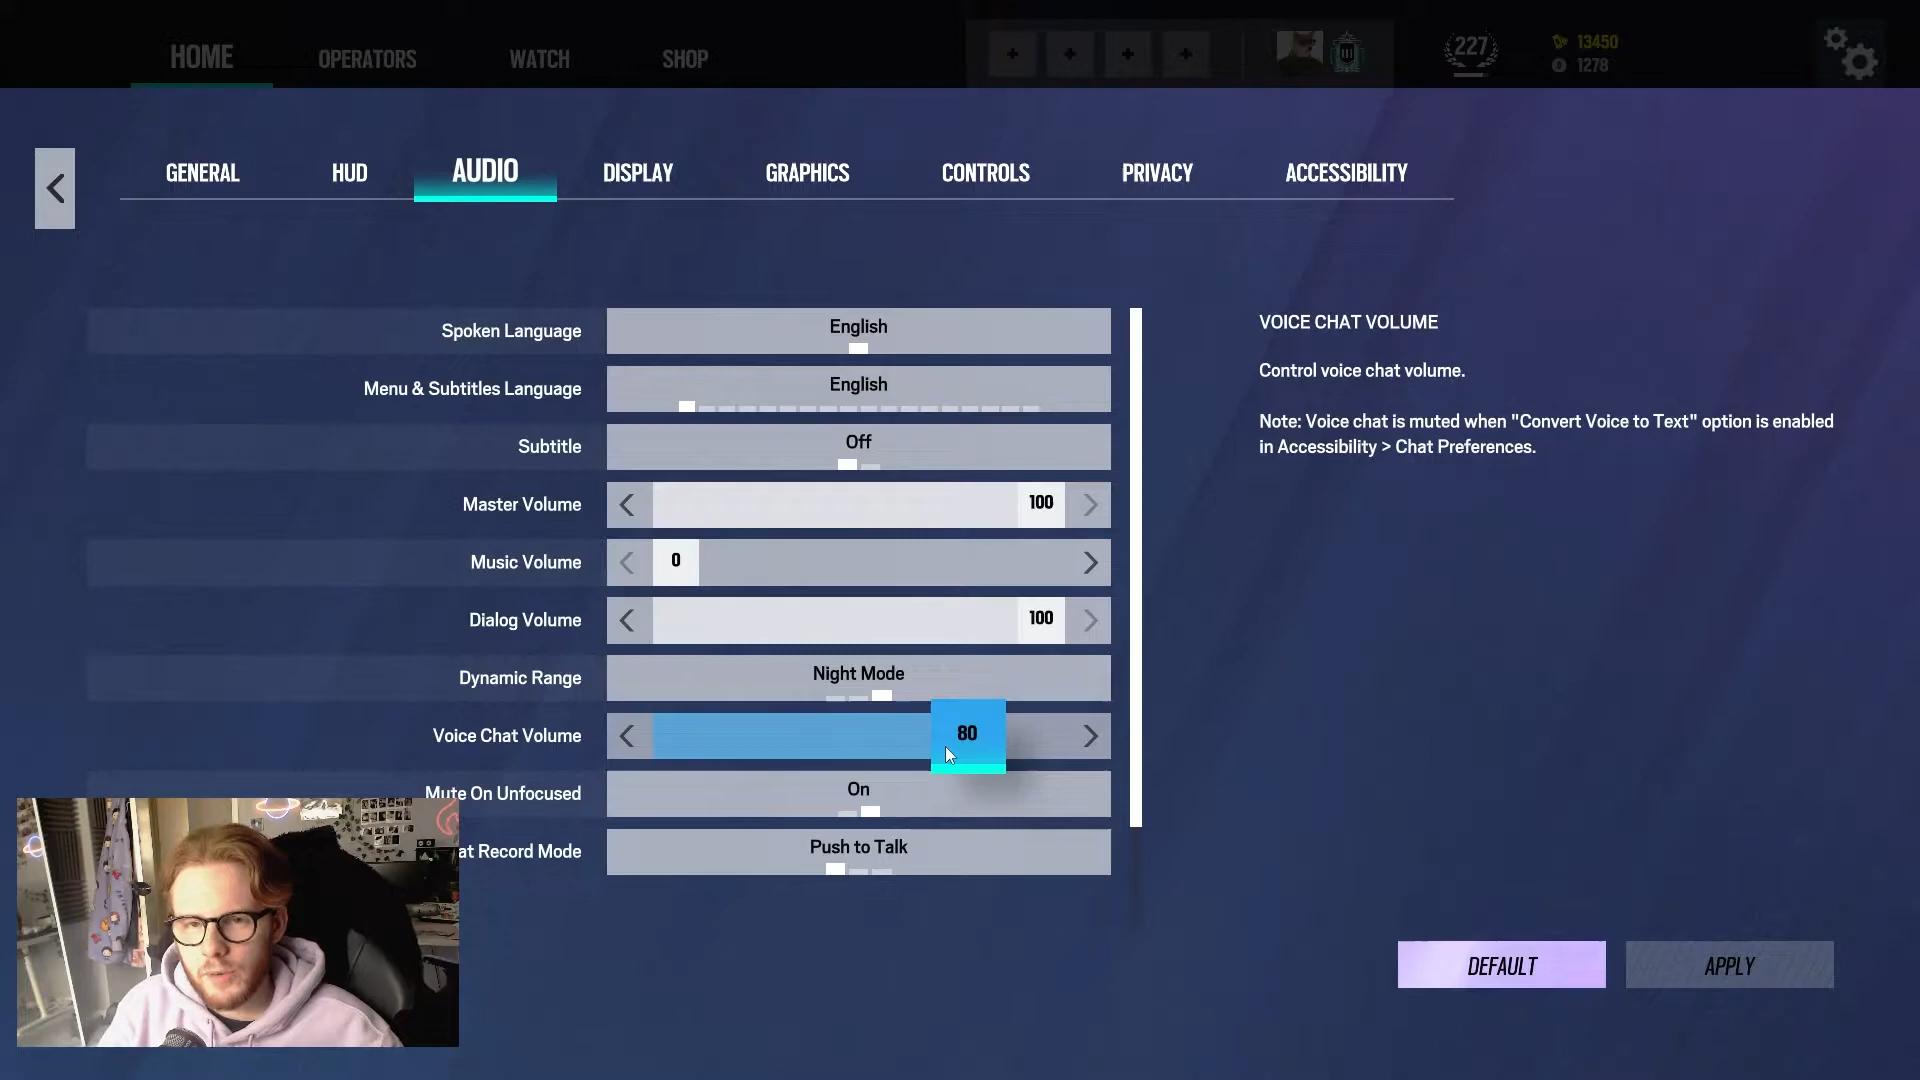 HOME
OPERATORS
WATCH
SHOP
227
13450
1278
GENERAL
HUD
AUDIO
DISPLAY
GRAPHICS
CONTROLS
PRIVACY
ACCESSIBILITY
Spoken Language
English
Menu & Subtitles Language
English
Subtitle
Off
Master Volume
100
Music Volume
0
Dialog Volume
100
Dynamic Range
Night Mode
Voice Chat Volume
80
Mute On Unfocused
On
at Record Mode
Push to Talk
VOICE CHAT VOLUME
Control voice chat volume.
Note: Voice chat is muted when "Convert Voice to Text" option is enabled
in Accessibility > Chat Preferences.
DEFAULT
APPLY